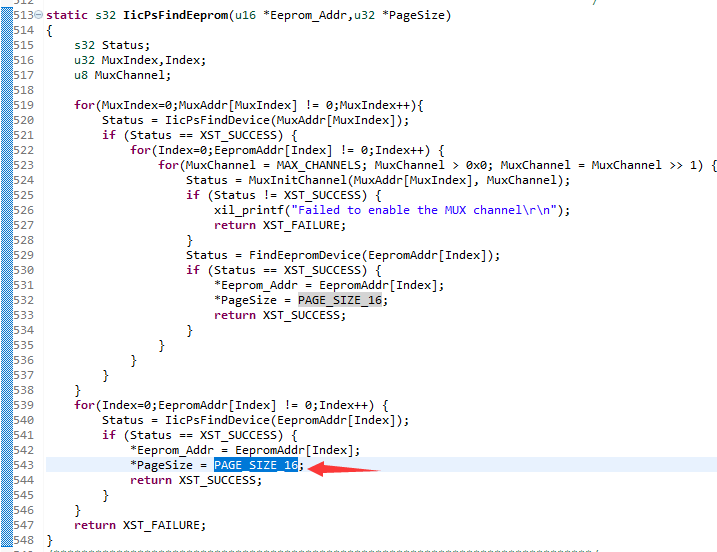 512 /
513 static s32 IicPsFindEeprom(u16 *Eeprom_Addr,u32 *PageSize)
514 {
515 s32 Status;
516 u32 MuxIndex,Index;
517 u8 MuxChannel;
518
519 for(MuxIndex=0;MuxAddr[MuxIndex] != 0;MuxIndex++){
520 Status = IicPsFindDevice(MuxAddr[MuxIndex]);
521 if (Status == XST_SUCCESS) {
522 for(Index=0;EepromAddr[Index] != 0;Index++) {
523 for(MuxChannel = MAX_CHANNELS; MuxChannel > 0x0; MuxChannel = MuxChannel >> 1) {
524 Status = MuxInitChannel(MuxAddr[MuxIndex], MuxChannel);
525 if (Status != XST_SUCCESS) {
526 xil_printf("Failed to enable the MUX channel\r\n");
527 return XST_FAILURE;
528 }
529 Status = FindEepromDevice(EepromAddr[Index]);
530 if (Status == XST_SUCCESS) {
531 *Eeprom_Addr = EepromAddr[Index];
532 *PageSize = PAGE_SIZE_16;
533 return XST_SUCCESS;
534 }
535 }
536 }
537 }
538 }
539 for(Index=0;EepromAddr[Index] != 0;Index++) {
540 Status = IicPsFindDevice(EepromAddr[Index]);
541 if (Status == XST_SUCCESS) {
542 *Eeprom_Addr = EepromAddr[Index];
543 *PageSize = PAGE_SIZE_16;
544 return XST_SUCCESS;
545 }
546 }
547 return XST_FAILURE;
548 }